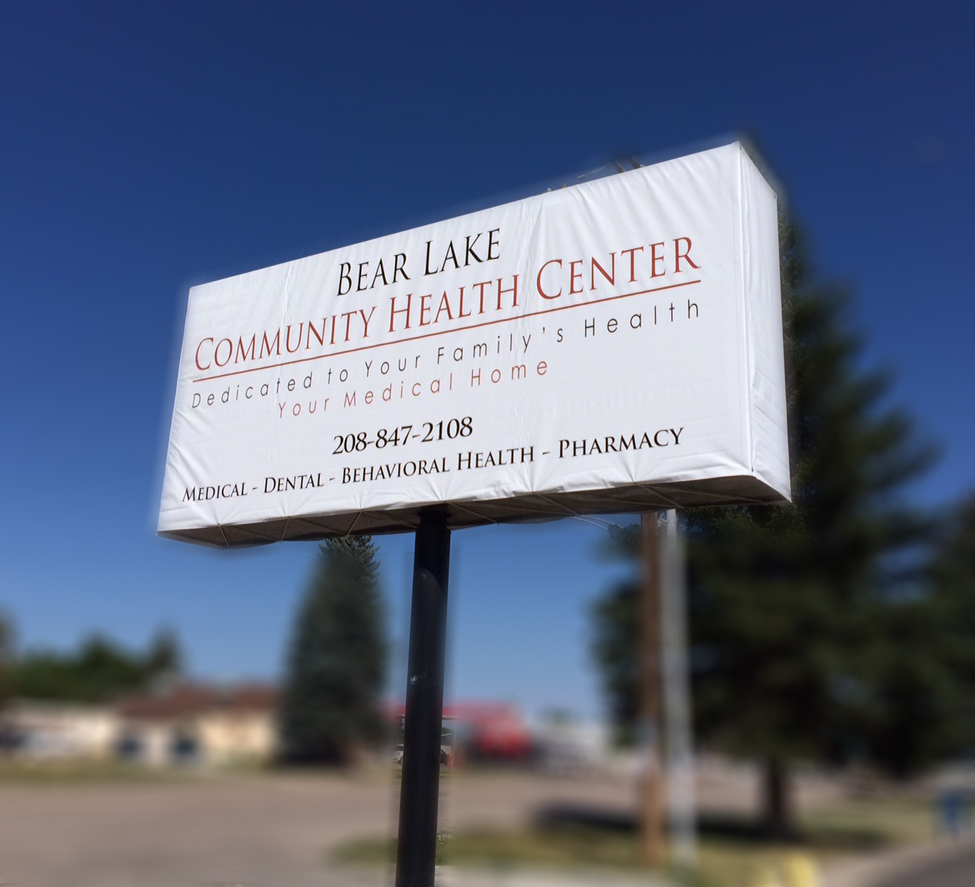 BEAR LAKE
COMMUNITY HEALTH CENTER
Dedicated to Your Family's Health
Your Medical Home
208-847-2108
MEDICAL - DENTAL - BEHAVIORAL HEALTH - PHARMACY